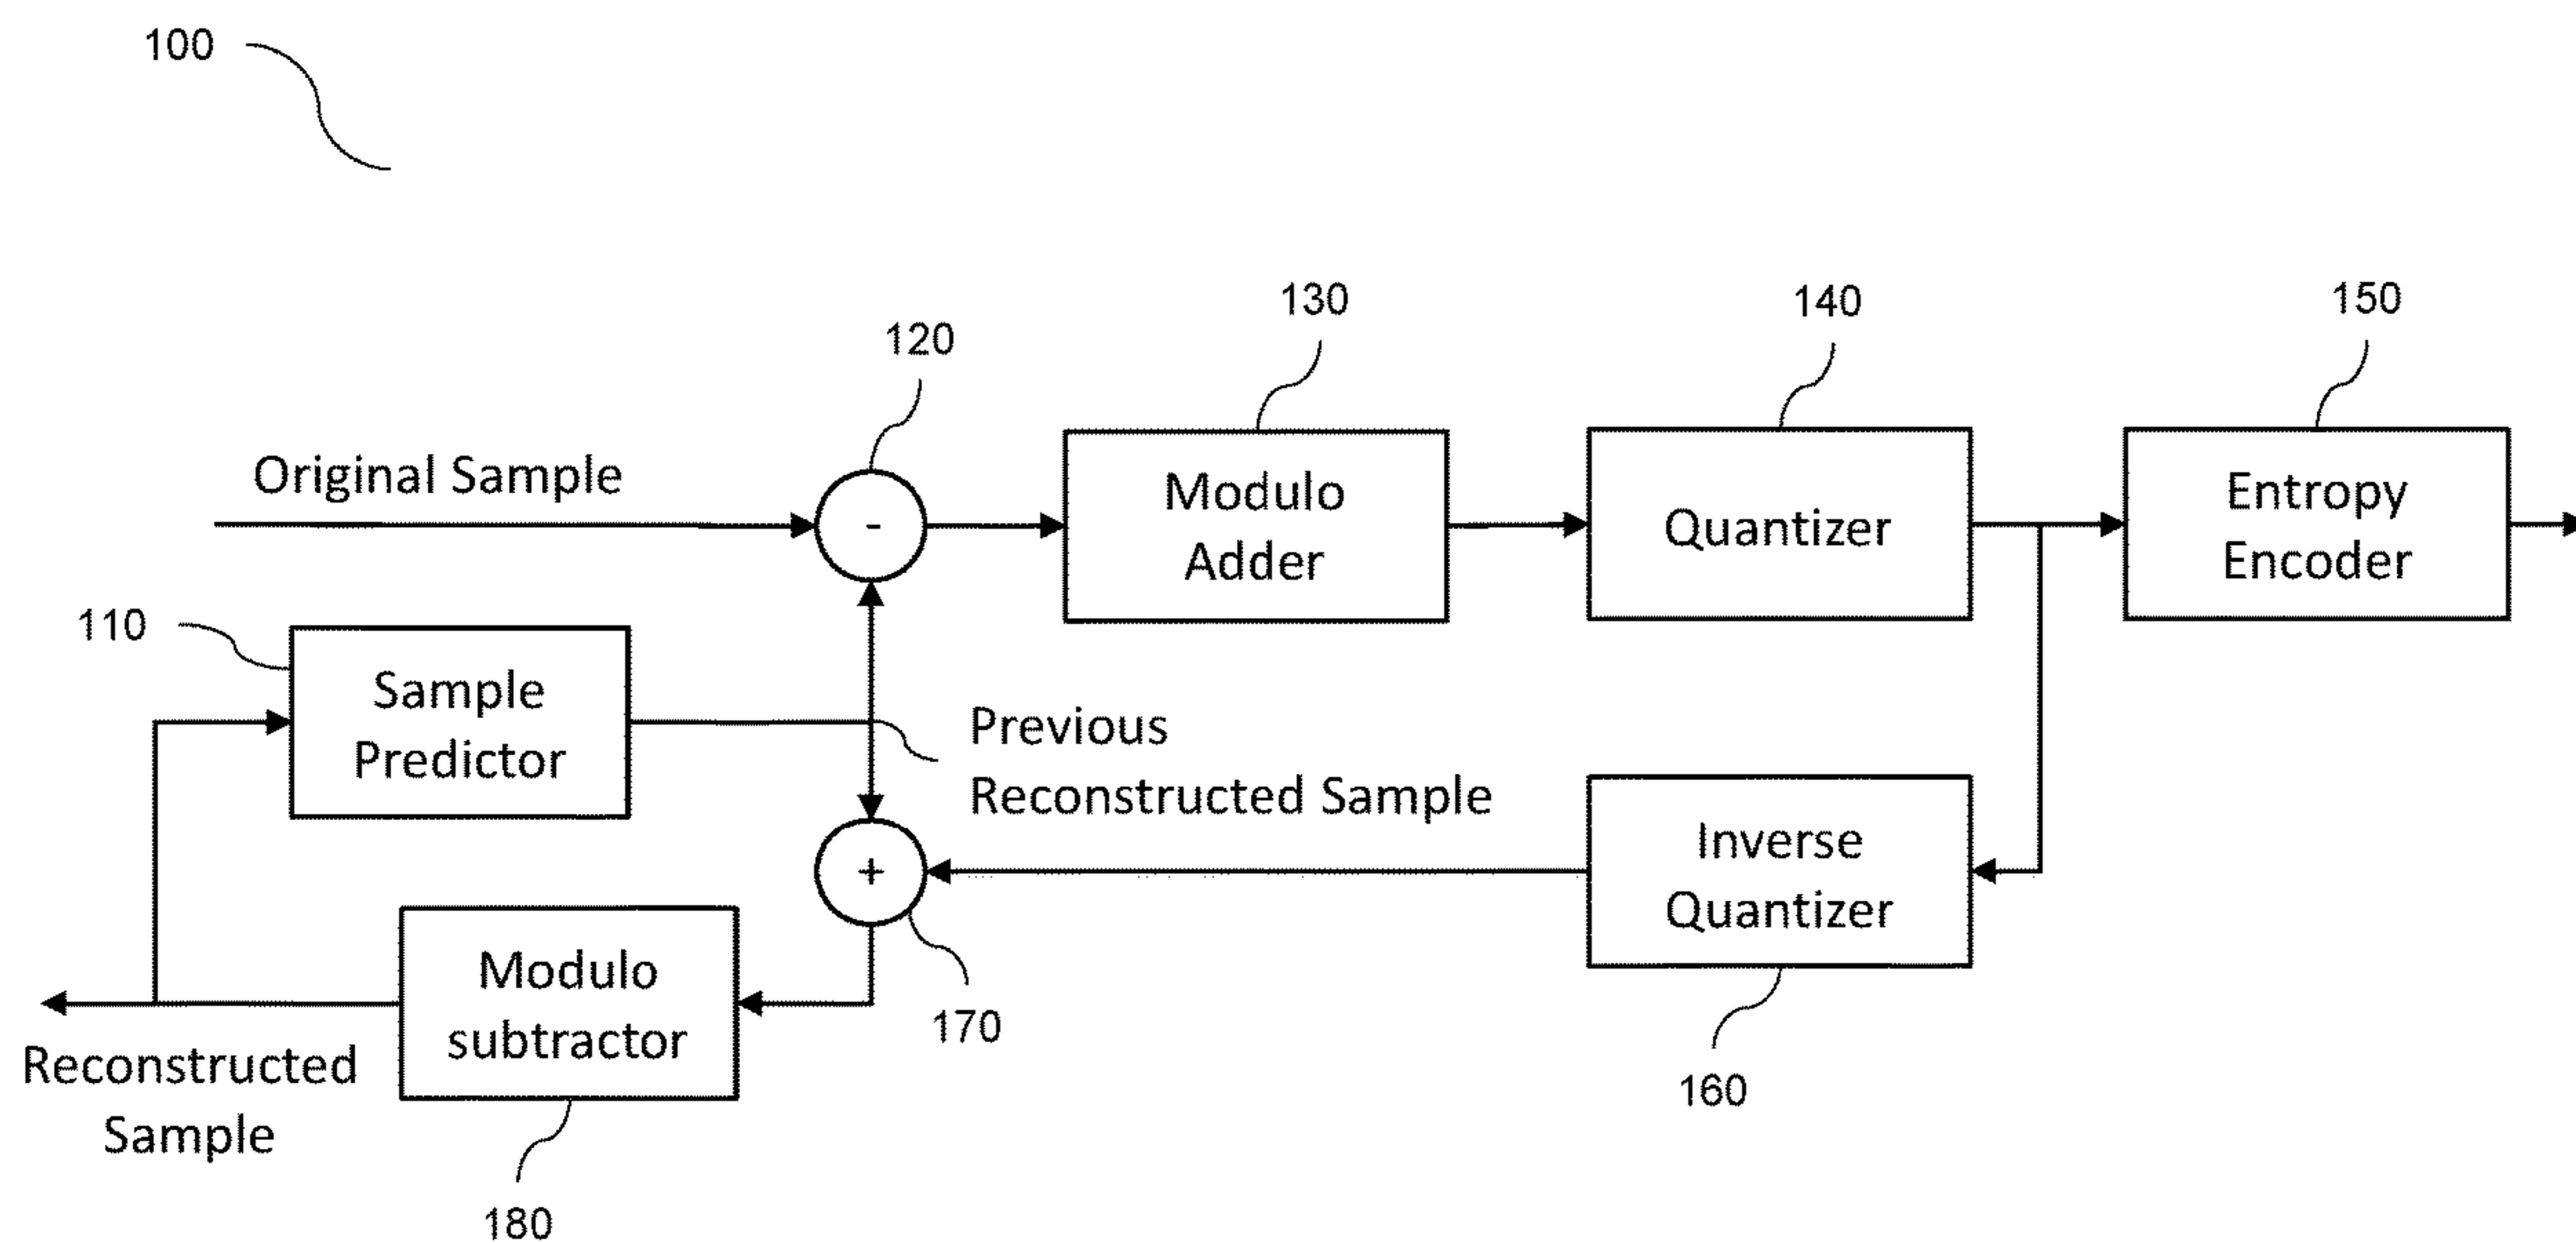 100
120
130
140
150
Original Sample
-
Modulo
Adder
Quantizer
Entropy
Encoder
110
Sample
Predictor
Previous
Reconstructed Sample
+
Inverse
Quantizer
Modulo
subtractor
170
Reconstructed
Sample
160
180